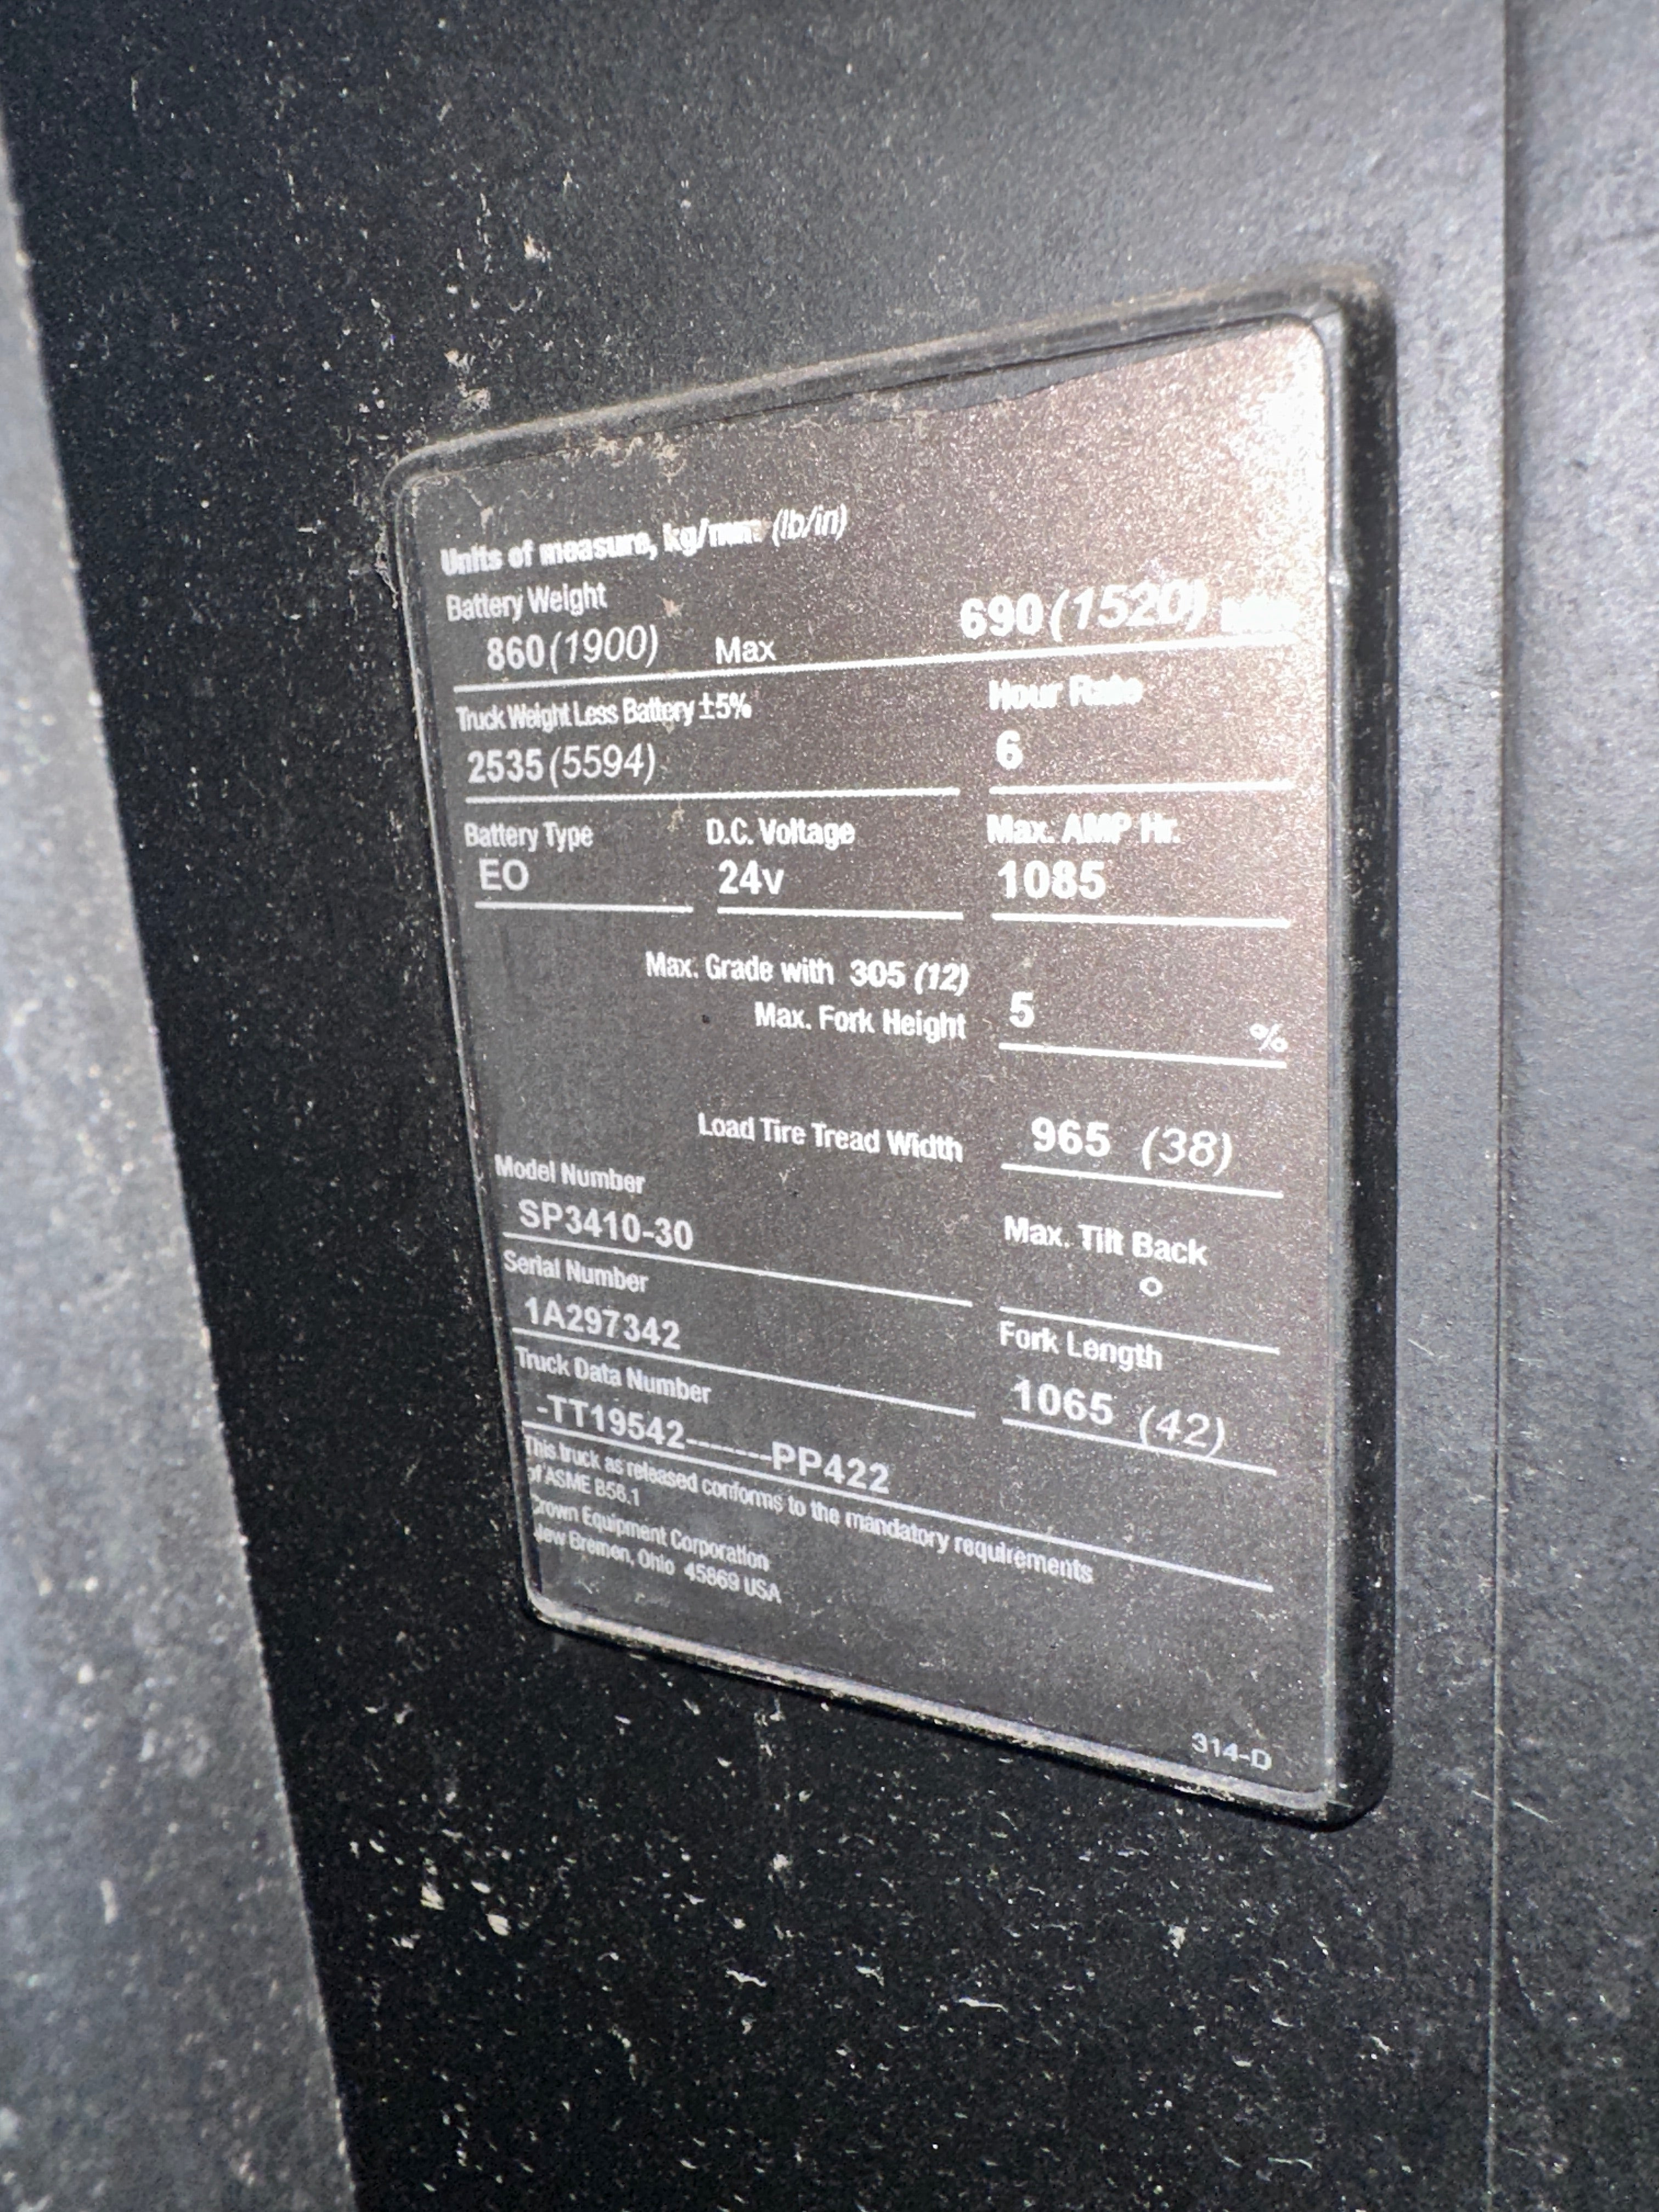 Units of measure, kg/mm (lb/in)
Battery Weight
860 (1900) Max 690 (1520)
Truck Weight Less Battery ±5% Hour Rate
2535 (5594) 6
Battery Type D.C. Voltage Max. AMP Hr.
EO 24v 1085
Max. Grade with 305 (12)
Max. Fork Height 5 %
Load Tire Tread Width 965 (38)
Model Number
SP3410-30
Max. Tilt Back
o
Serial Number
1A297342
Fork Length
1065 (42)
Truck Data Number
-TT19542-------PP422
This truck as released conforms to the mandatory requirements
of ASME B56.1
Crown Equipment Corporation
New Bremen, Ohio 45869 USA
314-D